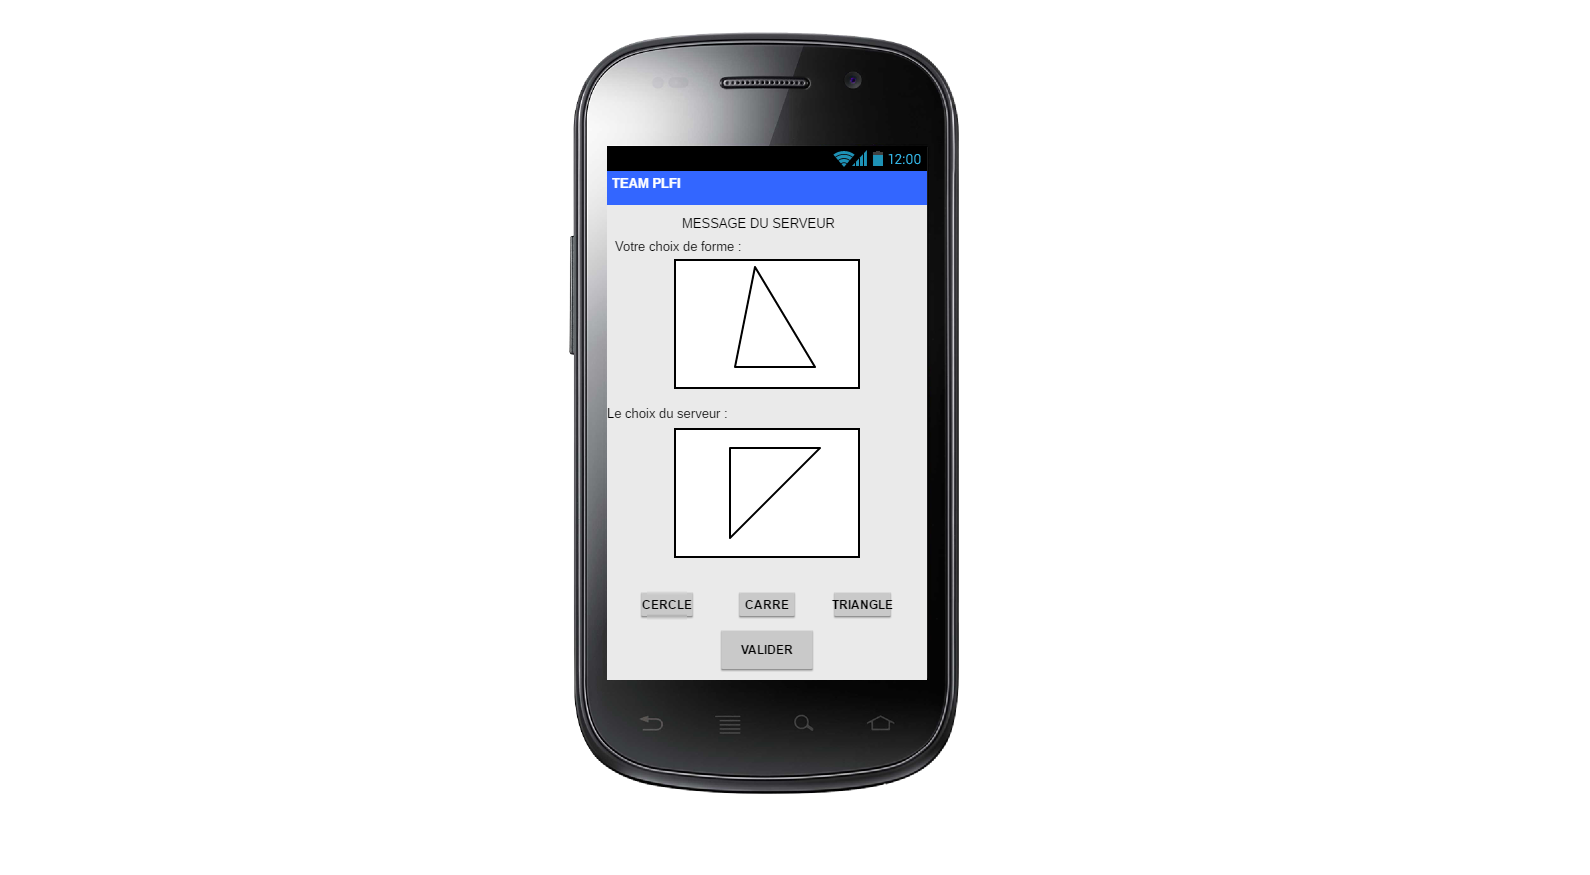 12:00
TEAM PLFI
MESSAGE DU SERVEUR
Votre choix de forme :
Le choix du serveur :
CERCLE CARRE TRIANGLE
VALIDER